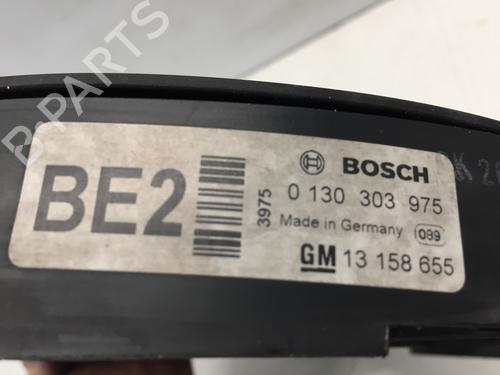 BE2
3975
BOSCH
0 130 303 975
Made in Germany 099
GM 13 158 655
B-PARTS